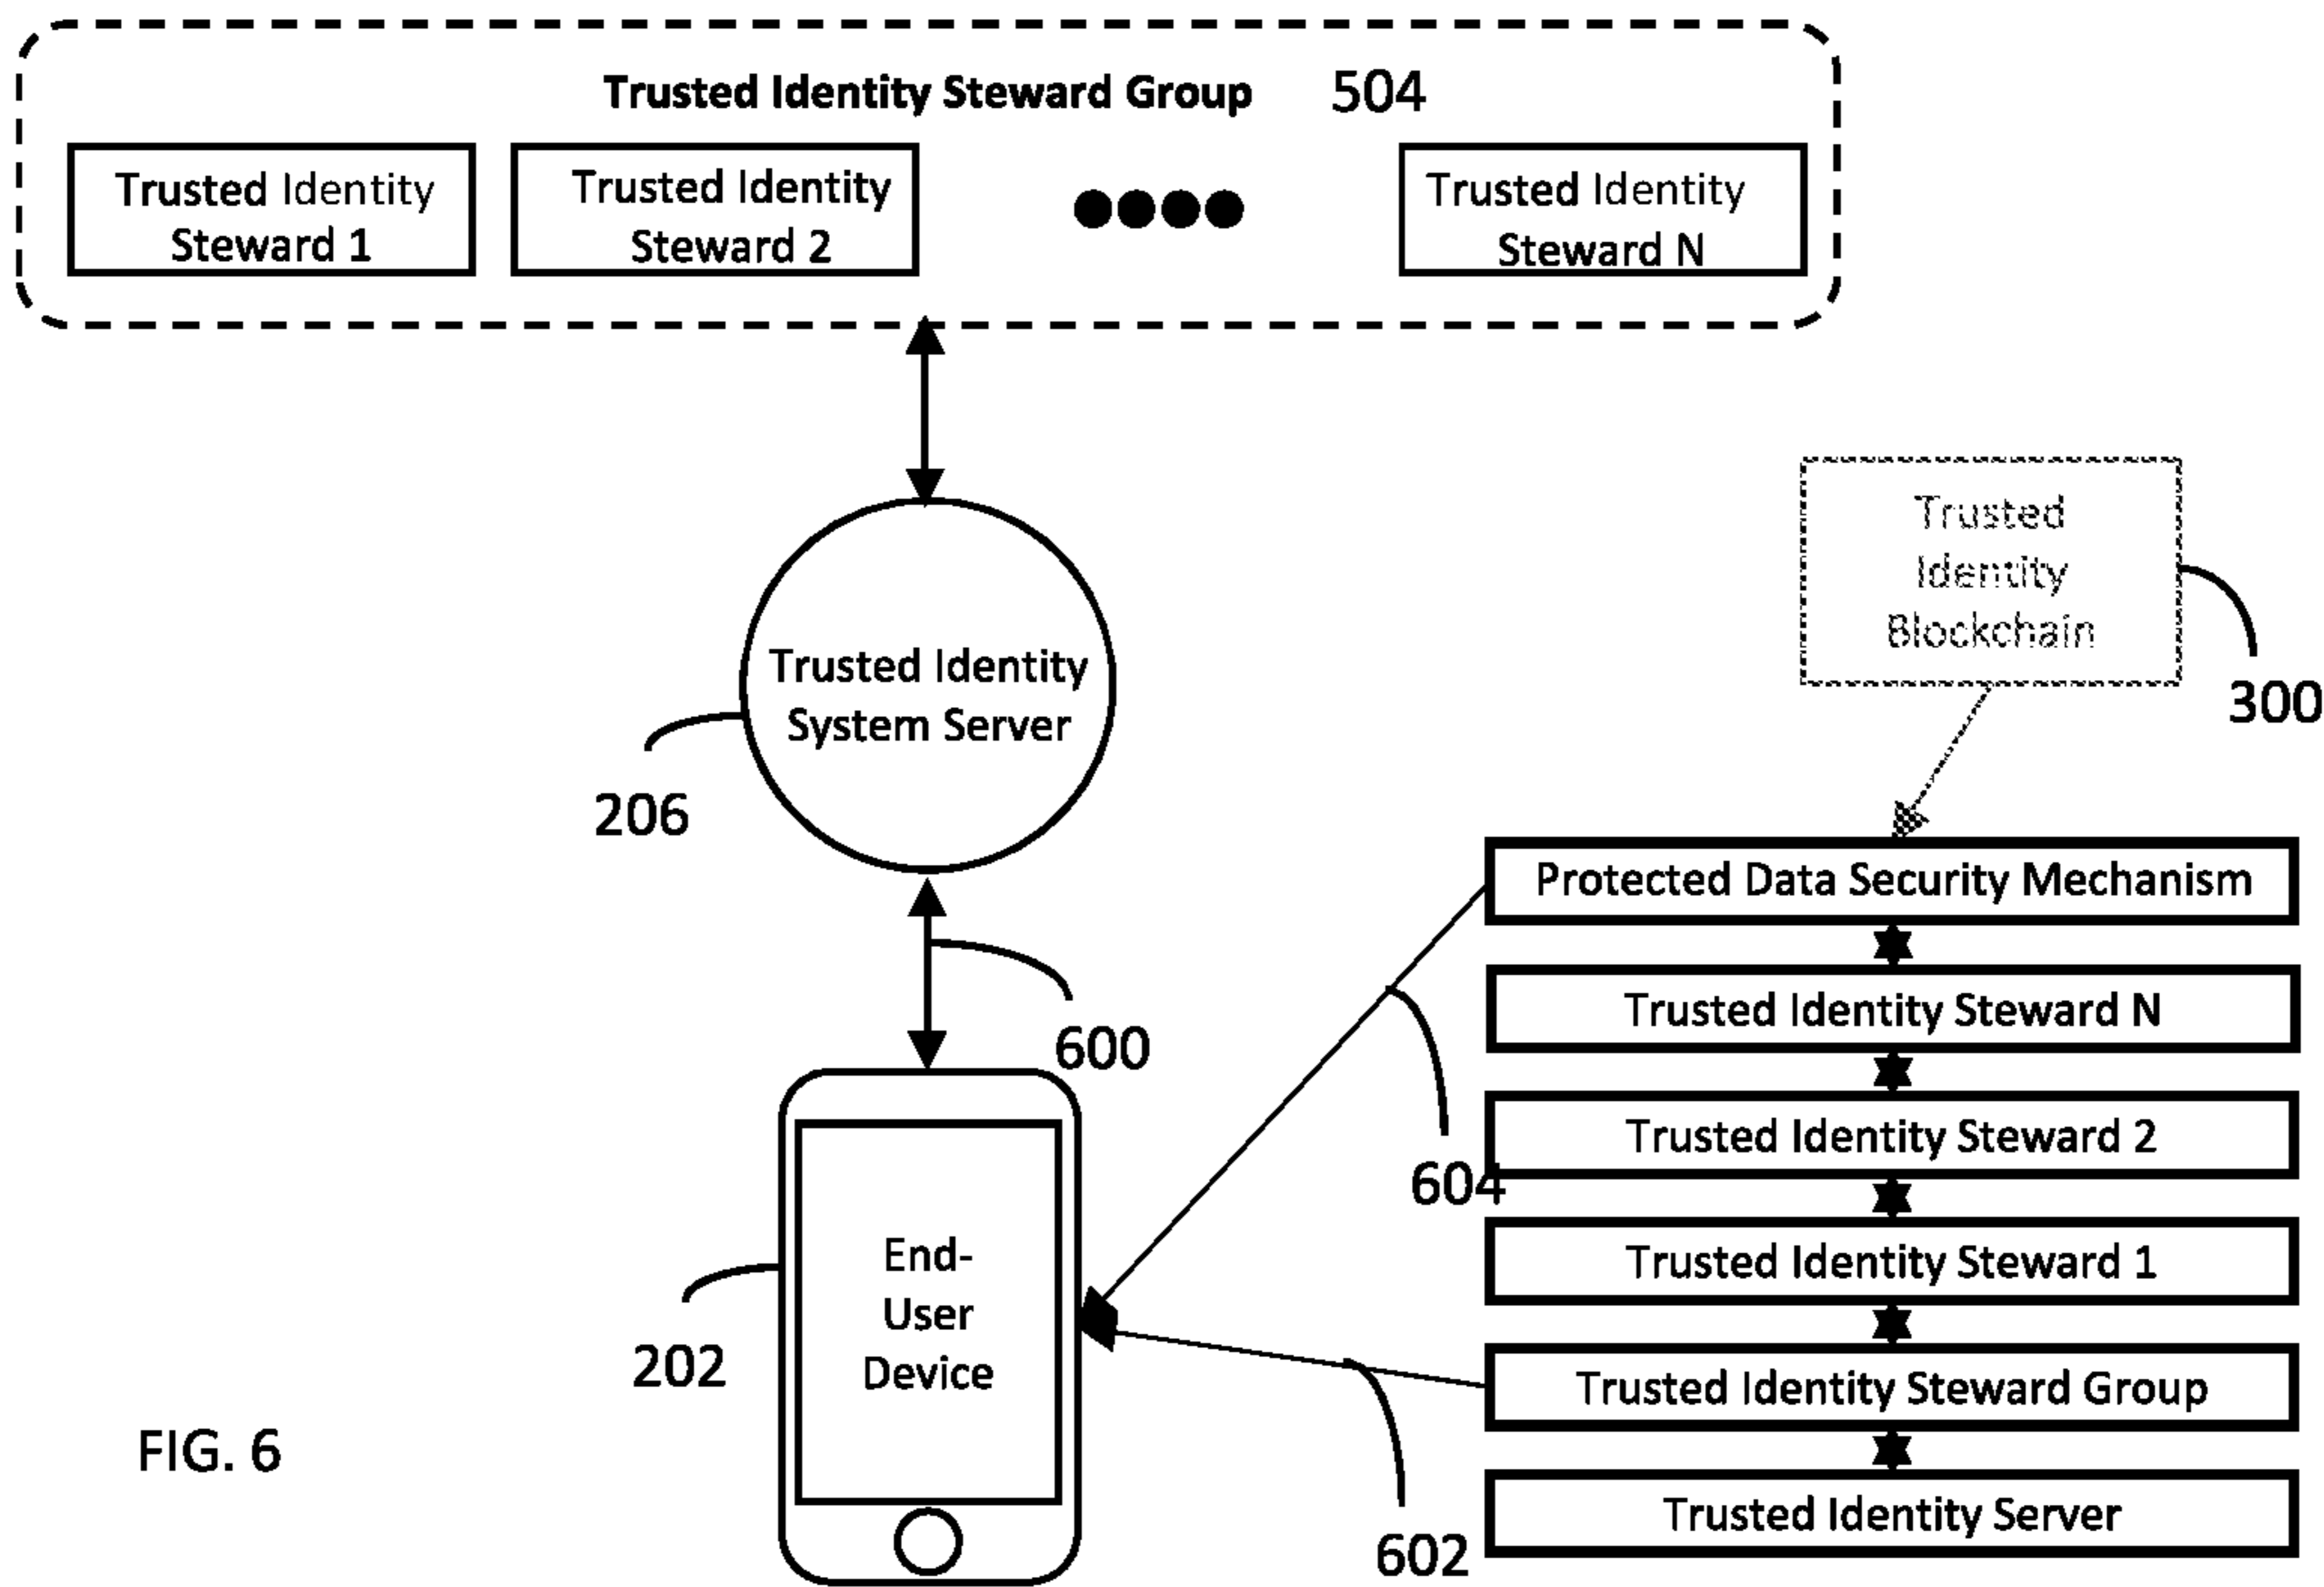 Trusted Identity Steward Group 504
Trusted Identity
Steward 1
Trusted Identity
Steward 2
Trusted Identity
Steward N
Trusted Identity
System Server
206
Trusted
Identity
Blockchain
300
600
Protected Data Security Mechanism
Trusted Identity Steward N
Trusted Identity Steward 2
604
Trusted Identity Steward 1
Trusted Identity Steward Group
Trusted Identity Server
602
End-
User
Device
202
FIG. 6